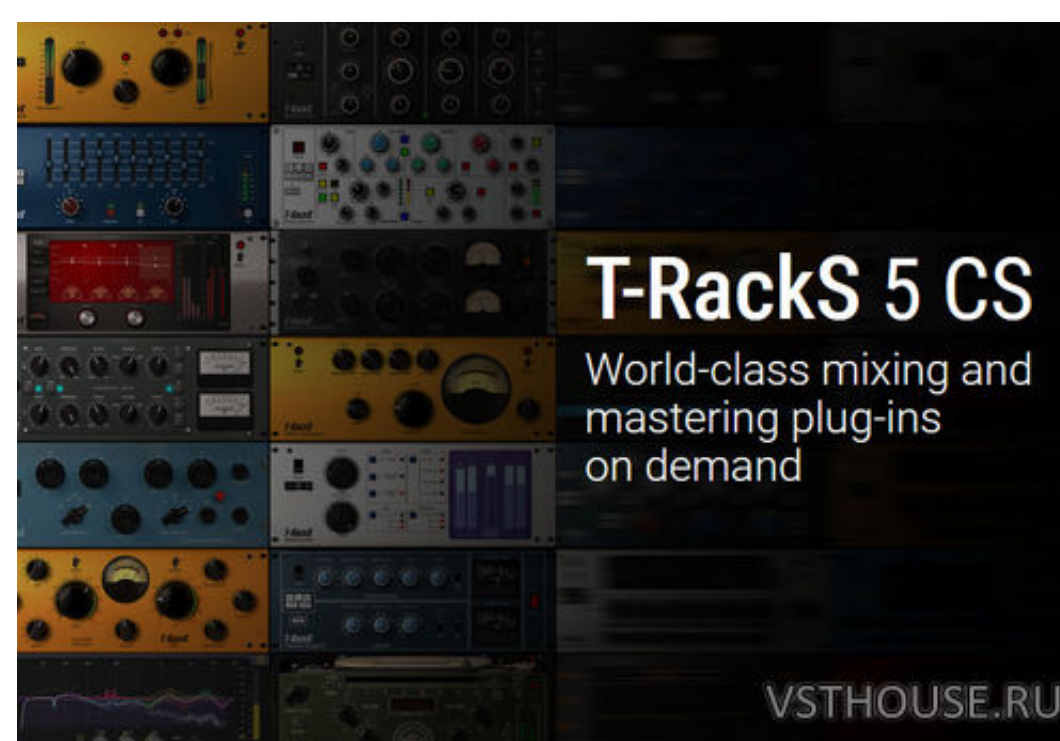 T-RackS 5 CS
World-class mixing and
mastering plug-ins
on demand
VSTHOUSE.RU